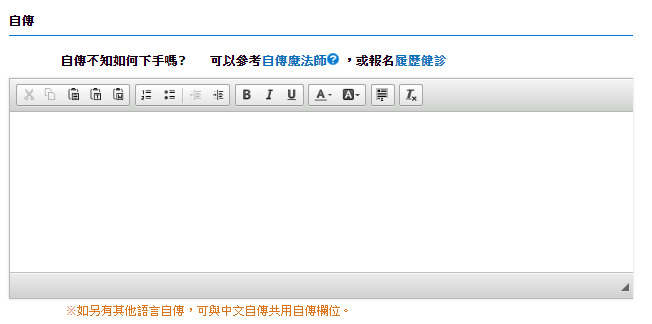 自傳
自傳不知如何下手嗎? 可以參考自傳魔法師? ，或報名履歷健診
B I U A A Tx
※如另有其他語言自傳，可與中文自傳共用自傳欄位。